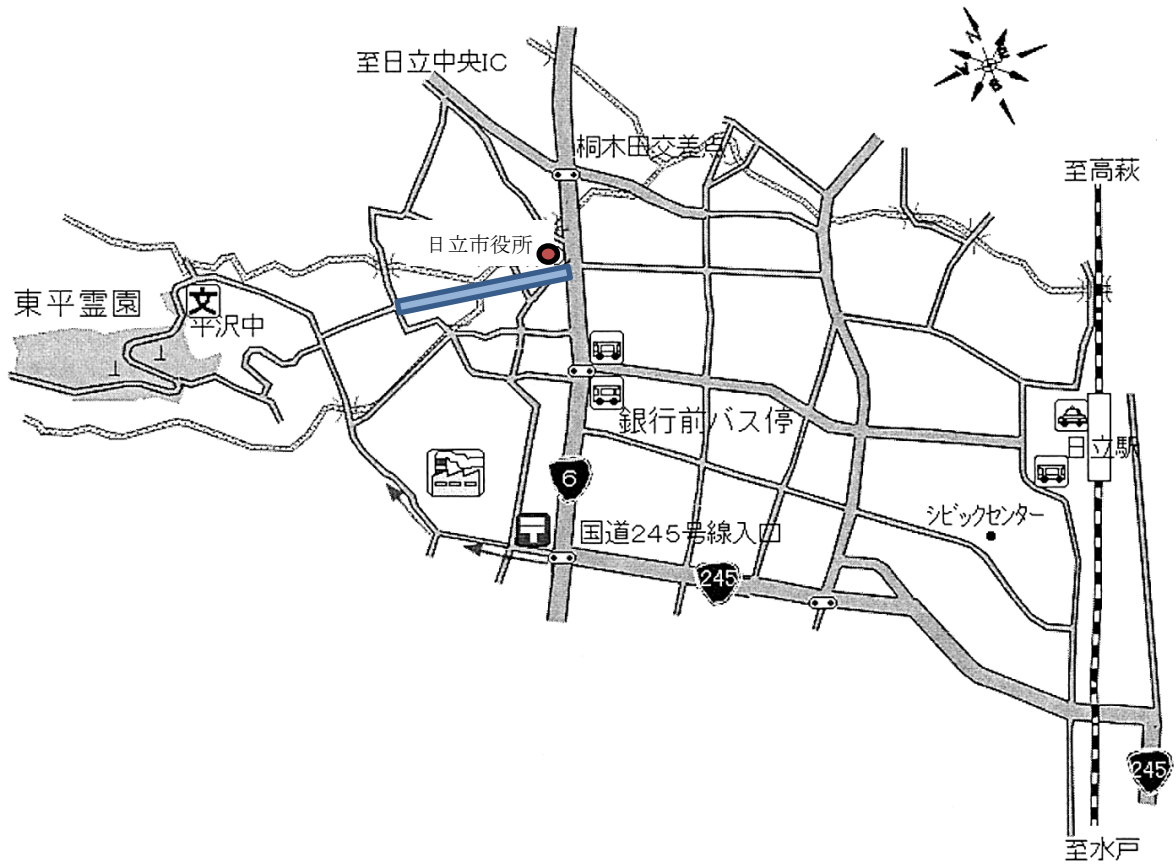 至日立中央IC
桐木田交差点
至高萩
日立市役所
東平霊園
文
平沢中
銀行前バス停
日立駅
6
シビックセンター
国道245号線入口
245
245
至水戸